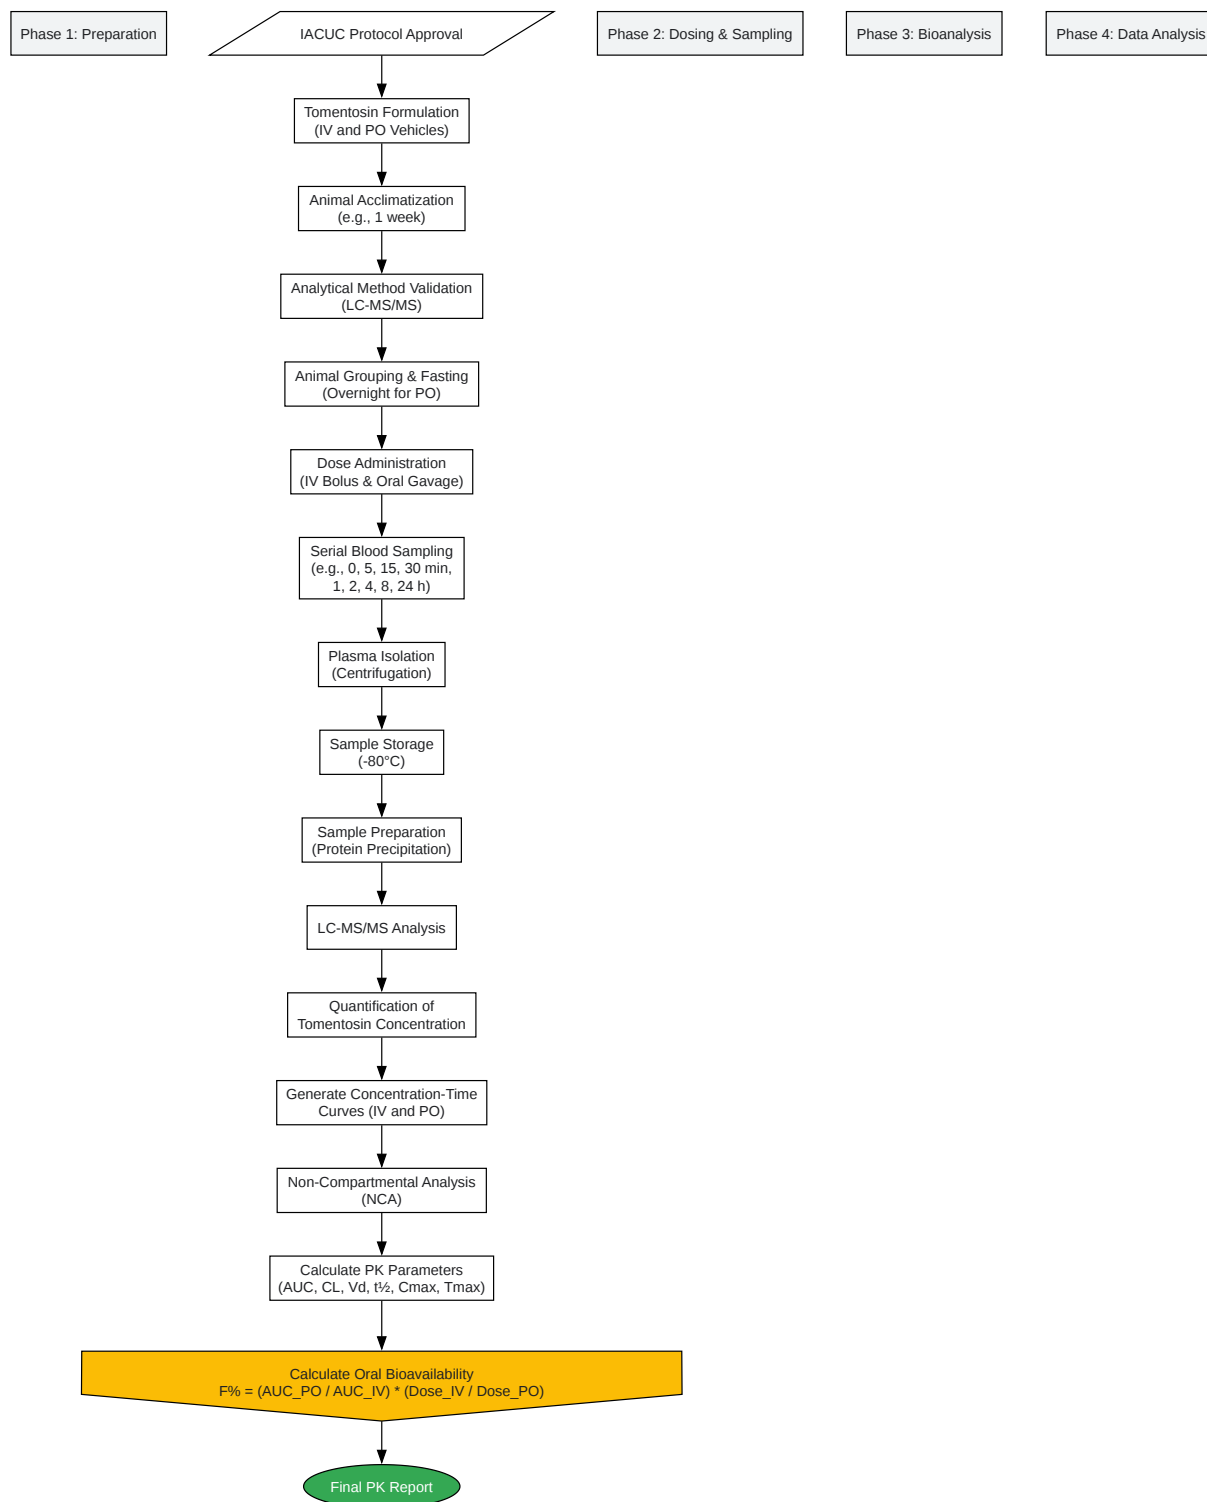 Phase 1: Preparation
IACUC Protocol Approval
Phase 2: Dosing & Sampling
Phase 3: Bioanalysis
Phase 4: Data Analysis
Tomentosin Formulation
(IV and PO Vehicles)
Animal Acclimatization
(e.g., 1 week)
Analytical Method Validation
(LC-MS/MS)
Animal Grouping & Fasting
(Overnight for PO)
Dose Administration
(IV Bolus & Oral Gavage)
Serial Blood Sampling
(e.g., 0, 5, 15, 30 min,
1, 2, 4, 8, 24 h)
Plasma Isolation
(Centrifugation)
Sample Storage
(-80°C)
Sample Preparation
(Protein Precipitation)
LC-MS/MS Analysis
Quantification of
Tomentosin Concentration
Generate Concentration-Time
Curves (IV and PO)
Non-Compartmental Analysis
(NCA)
Calculate PK Parameters
(AUC, CL, Vd, t½, Cmax, Tmax)
Calculate Oral Bioavailability
F% = (AUC_PO / AUC_IV) * (Dose_IV / Dose_PO)
Final PK Report